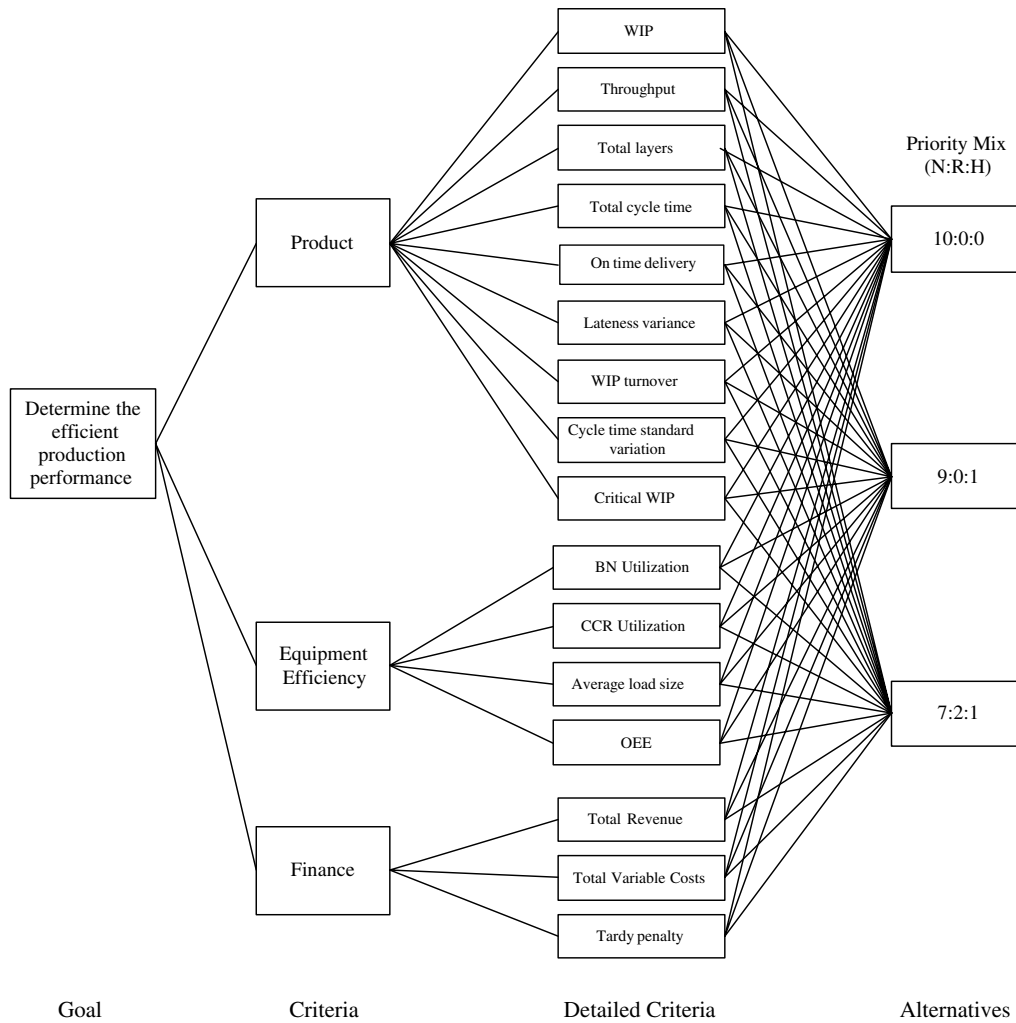 WIP
Throughput
Total layers
Total cycle time
On time delivery
Lateness variance
WIP turnover
Cycle time standard
variation
Critical WIP
BN Utilization
CCR Utilization
Average load size
OEE
Total Revenue
Total Variable Costs
Tardy penalty
Product
Equipment
Efficiency
Finance
Determine the
efficient
production
performance
Priority Mix
(N:R:H)
10:0:0
9:0:1
7:2:1
Goal
Criteria
Detailed Criteria
Alternatives